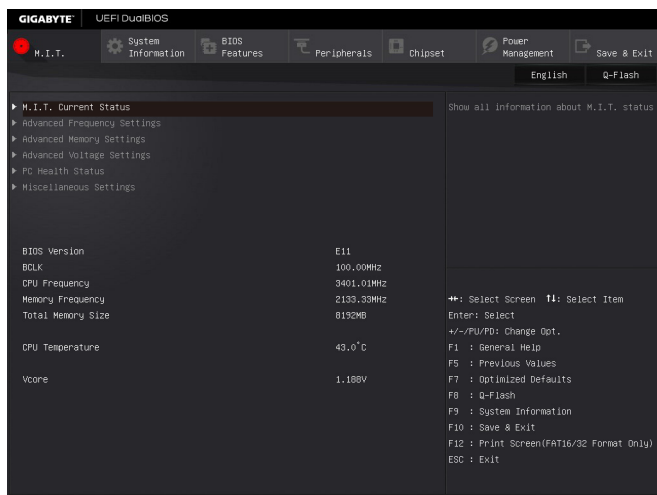 GIGABYTE™ UEFI DualBIOS
M.I.T.
System Information
BIOS Features
Peripherals
Chipset
Power Management
Save & Exit
English Q-Flash
M.I.T. Current Status
Advanced Frequency Settings
Advanced Memory Settings
Advanced Voltage Settings
PC Health Status
Miscellaneous Settings
Show all information about M.I.T. status
BIOS Version E11
BCLK 100.00MHz
CPU Frequency 3401.01MHz
Memory Frequency 2133.33MHz
Total Memory Size 8192MB
CPU Temperature 43.0°C
Vcore 1.188V
→←: Select Screen ↑↓: Select Item
Enter: Select
+/-/PU/PD: Change Opt.
F1 : General Help
F5 : Previous Values
F7 : Optimized Defaults
F8 : Q-Flash
F9 : System Information
F10 : Save & Exit
F12 : Print Screen(FAT16/32 Format Only)
ESC : Exit